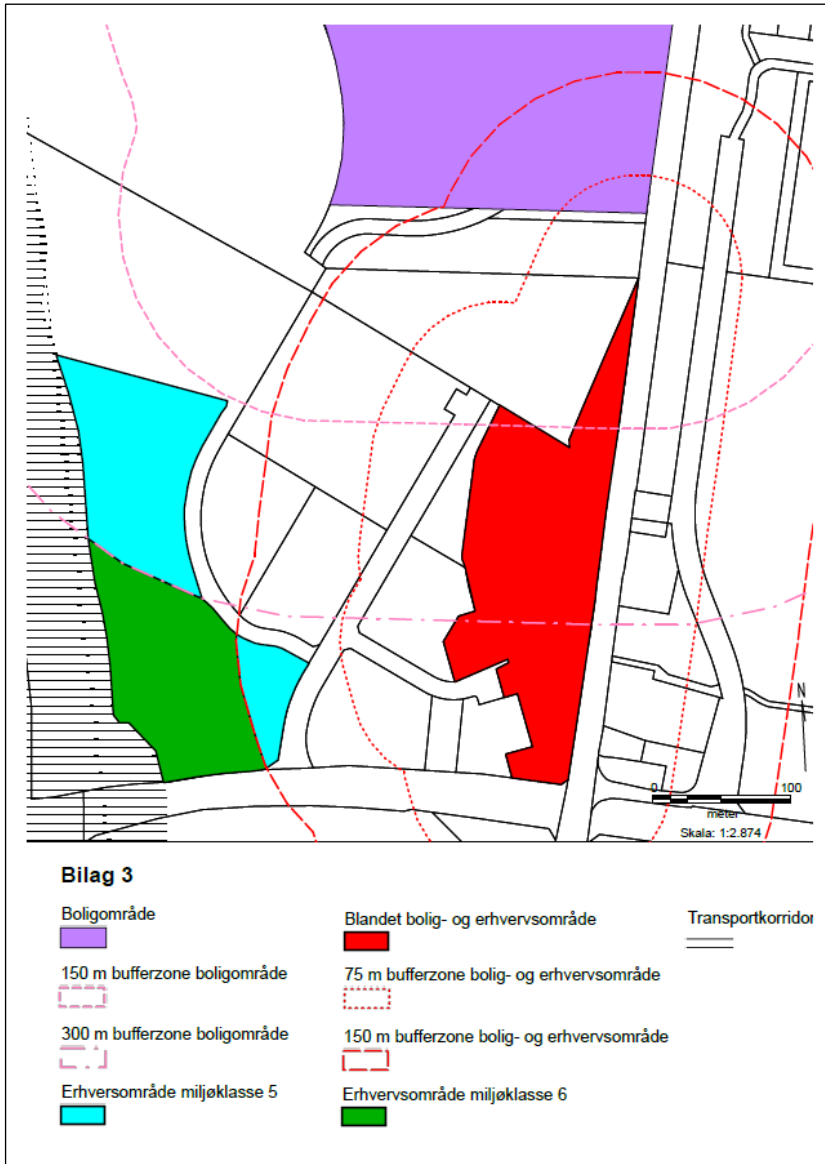 N
0 100
meter
Skala: 1:2.874
Bilag 3
Boligområde
Blandet bolig- og erhvervsområde
Transportkorridor
150 m bufferzone boligområde
75 m bufferzone bolig- og erhvervsområde
300 m bufferzone boligområde
150 m bufferzone bolig- og erhvervsområde
Erhversområde miljøklasse 5
Erhvervsområde miljøklasse 6